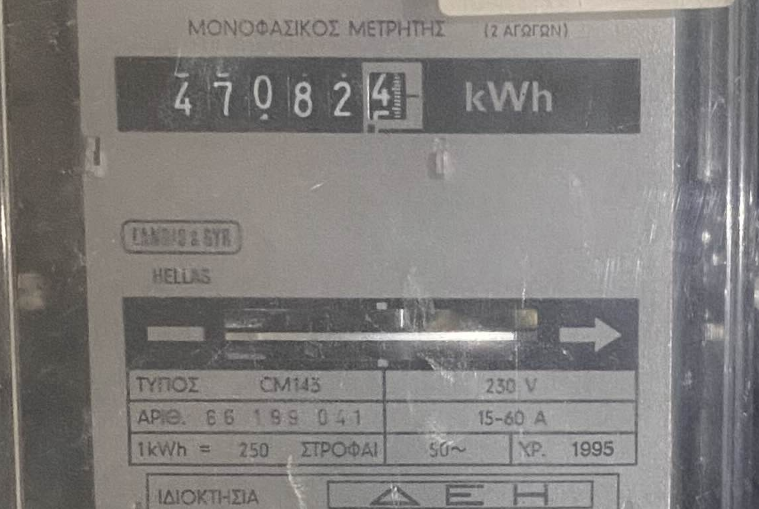 ΜΟΝΟΦΑΣΙΚΟΣ ΜΕΤΡΗΤΗΣ (2 ΑΓΩΓΩΝ)
470824 kWh
LANDIS & GYR
HELLAS
ΤΥΠΟΣ CM143 230 V
ΑΡΙΘ. 66 199 041 15-60 A
1kWh = 250 ΣΤΡΟΦΑΙ 50~ ΧΡ. 1995
ΙΔΙΟΚΤΗΣΙΑ ΔΕΗ